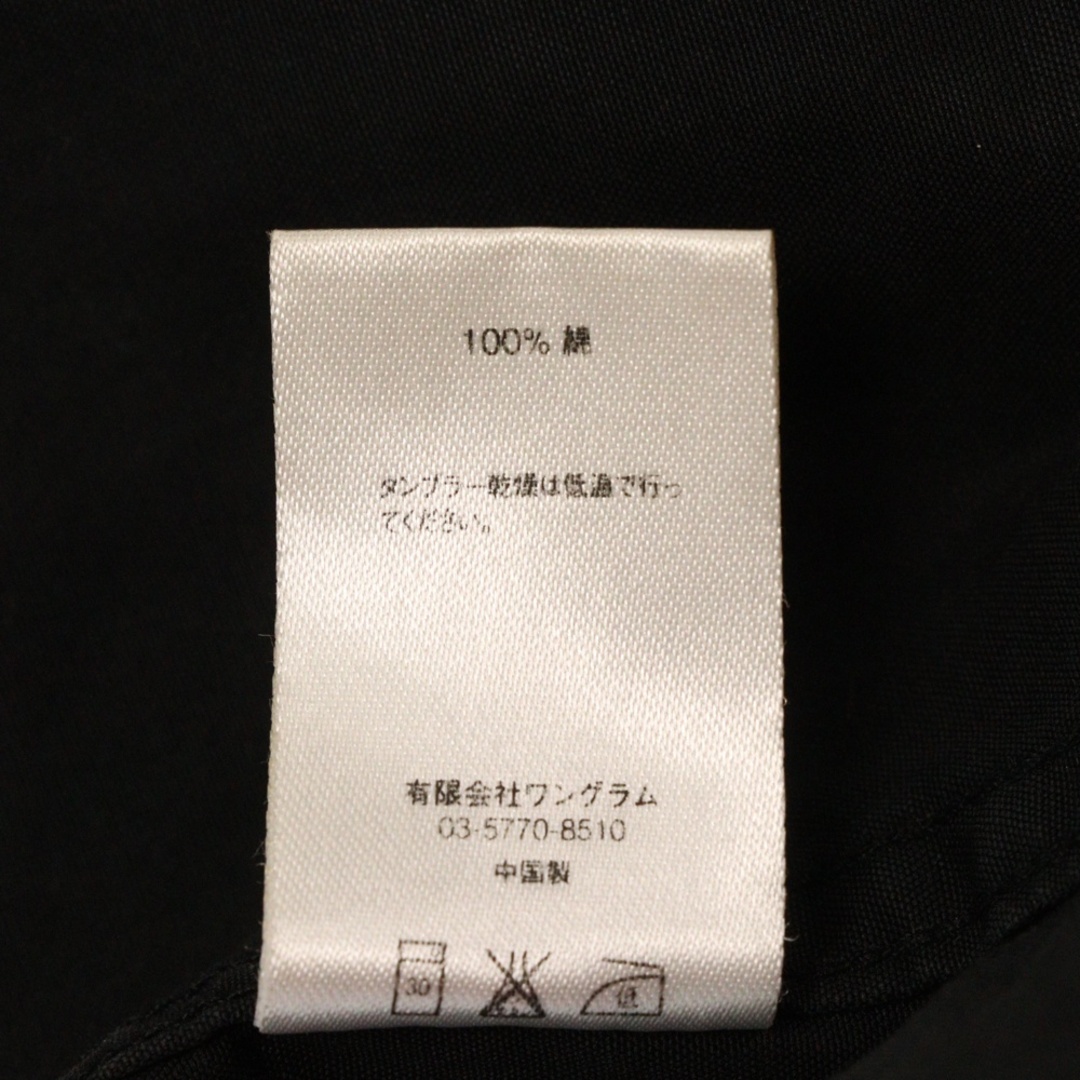 100% 綿
タンブラー乾燥は低温で行っ
てください。
有限会社ワングラム
03-5770-8510
中国製
30
低